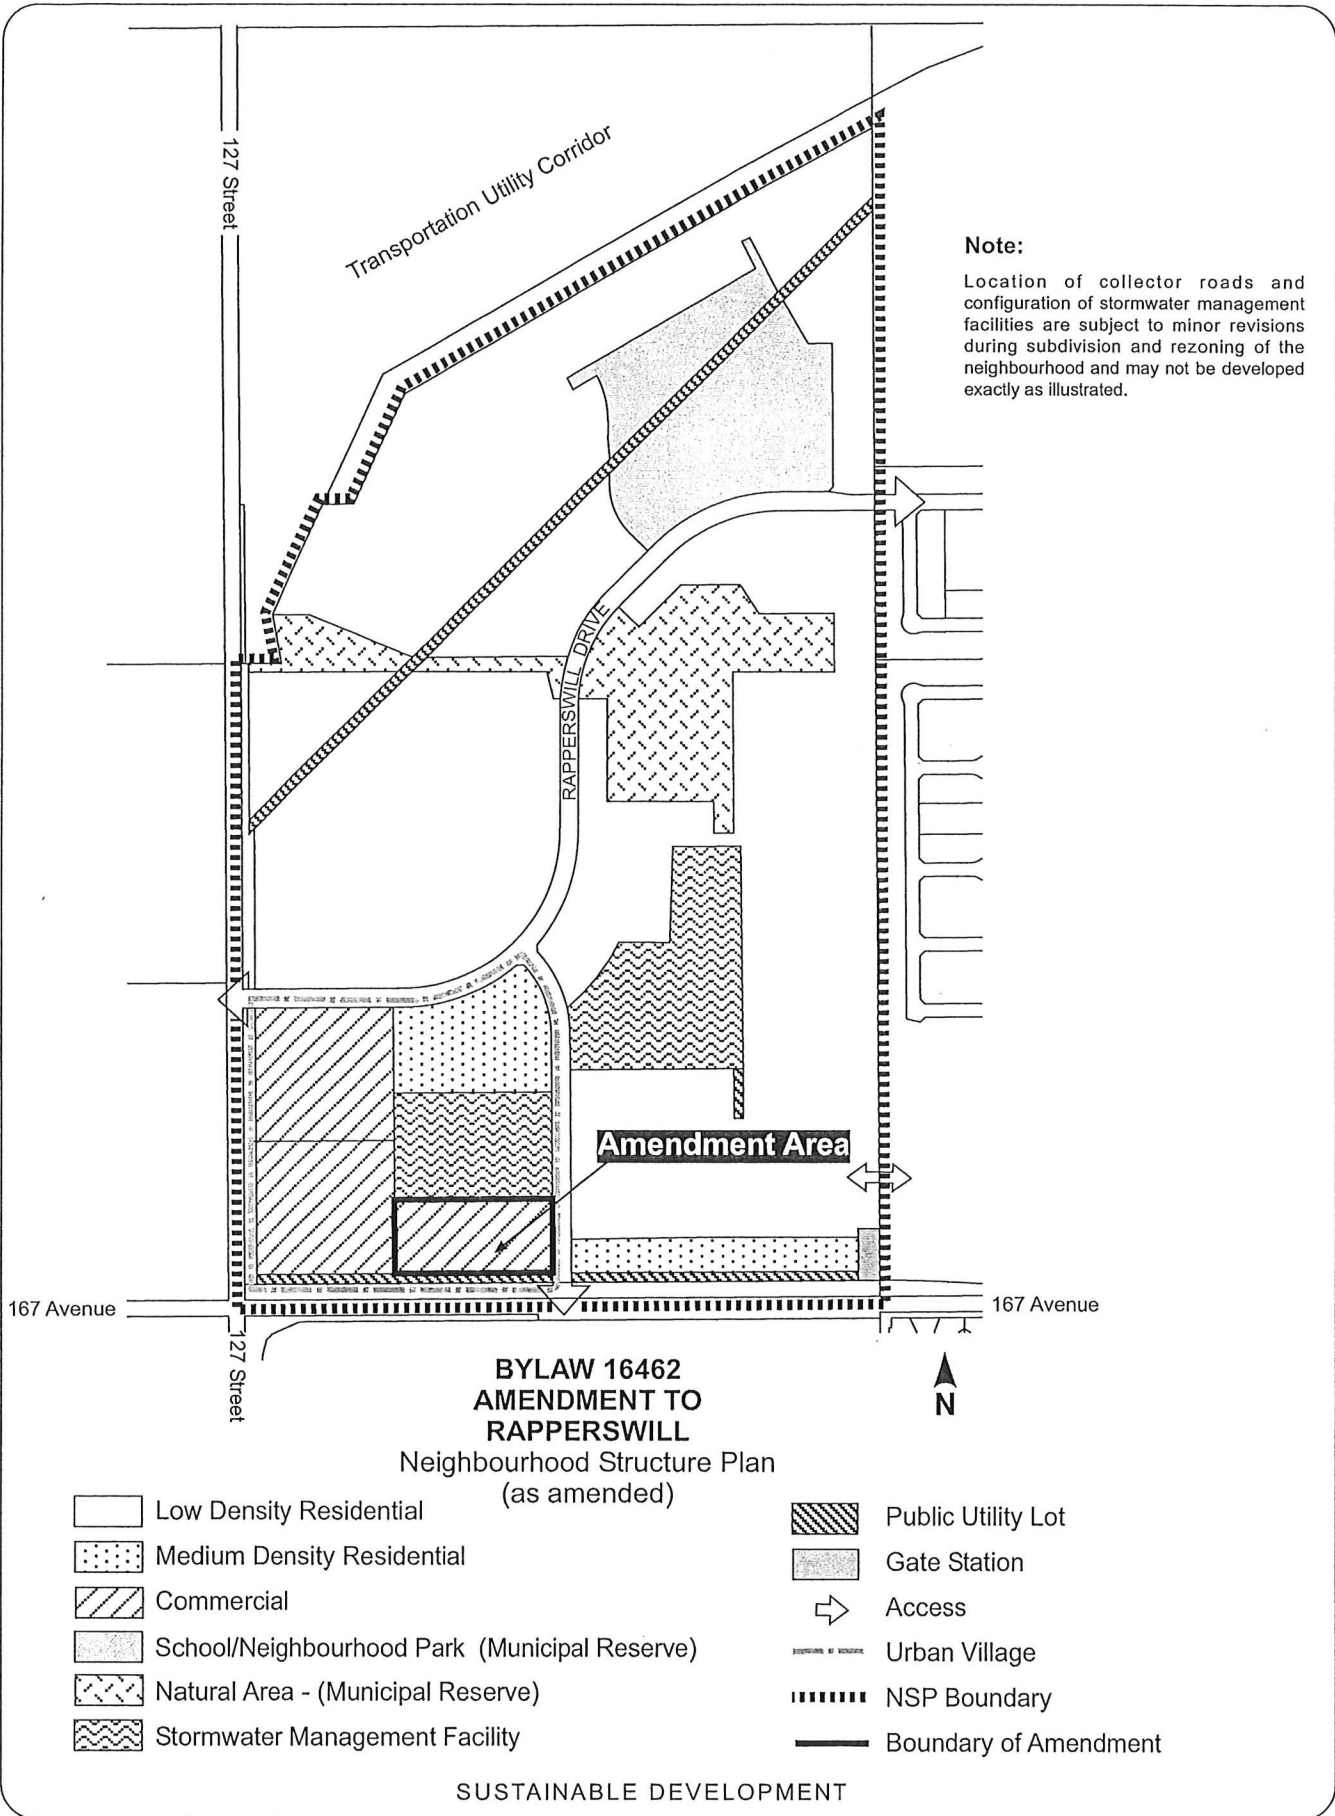 127 Street
Transportation Utility Corridor
Note:
Location of collector roads and
configuration of stormwater management
facilities are subject to minor revisions
during subdivision and rezoning of the
neighbourhood and may not be developed
exactly as illustrated.
RAPPERSWILL DRIVE
Amendment Area
167 Avenue
167 Avenue
127 Street
N
BYLAW 16462
AMENDMENT TO
RAPPERSWILL
Neighbourhood Structure Plan
(as amended)
Low Density Residential
Medium Density Residential
Commercial
School/Neighbourhood Park (Municipal Reserve)
Natural Area - (Municipal Reserve)
Stormwater Management Facility
Public Utility Lot
Gate Station
Access
Urban Village
NSP Boundary
Boundary of Amendment
SUSTAINABLE DEVELOPMENT